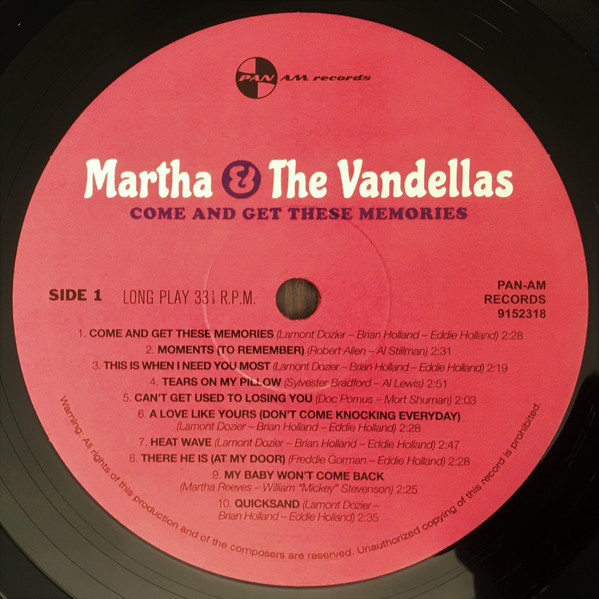 PAN AM records
Martha & The Vandellas
COME AND GET THESE MEMORIES
SIDE 1 LONG PLAY 33⅓ R.P.M.
PAN-AM
RECORDS
9152318
1. COME AND GET THESE MEMORIES (Lamont Dozier – Brian Holland – Eddie Holland) 2:28
2. MOMENTS (TO REMEMBER) (Robert Allen – Al Stillman) 2:31
3. THIS IS WHEN I NEED YOU MOST (Lamont Dozier – Brian Holland – Eddie Holland) 2:19
4. TEARS ON MY PILLOW (Sylvester Bradford – Al Lewis) 2:51
5. CAN'T GET USED TO LOSING YOU (Doc Pomus – Mort Shuman) 2:03
6. A LOVE LIKE YOURS (DON'T COME KNOCKING EVERYDAY)
(Lamont Dozier – Brian Holland – Eddie Holland) 2:28
7. HEAT WAVE (Lamont Dozier – Brian Holland – Eddie Holland) 2:47
8. THERE HE IS (AT MY DOOR) (Freddie Gorman – Eddie Holland) 2:28
9. MY BABY WON'T COME BACK
(Martha Reeves – William "Mickey" Stevenson) 2:25
10. QUICKSAND (Lamont Dozier –
Brian Holland – Eddie Holland) 2:35
Warning: All rights of this production and of the composers are reserved. Unauthorized copying of this record is prohibited.